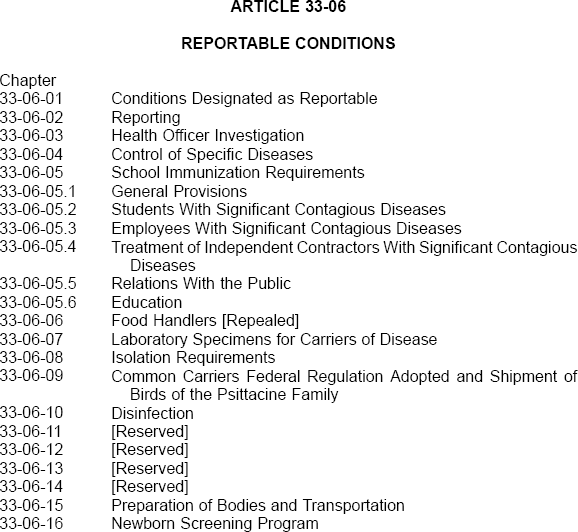 ARTICLE 33-06
REPORTABLE CONDITIONS
Chapter
33-06-01 Conditions Designated as Reportable
33-06-02 Reporting
33-06-03 Health Officer Investigation
33-06-04 Control of Specific Diseases
33-06-05 School Immunization Requirements
33-06-05.1 General Provisions
33-06-05.2 Students With Significant Contagious Diseases
33-06-05.3 Employees With Significant Contagious Diseases
33-06-05.4 Treatment of Independent Contractors With Significant Contagious
Diseases
33-06-05.5 Relations With the Public
33-06-05.6 Education
33-06-06 Food Handlers [Repealed]
33-06-07 Laboratory Specimens for Carriers of Disease
33-06-08 Isolation Requirements
33-06-09 Common Carriers Federal Regulation Adopted and Shipment of
Birds of the Psittacine Family
33-06-10 Disinfection
33-06-11 [Reserved]
33-06-12 [Reserved]
33-06-13 [Reserved]
33-06-14 [Reserved]
33-06-15 Preparation of Bodies and Transportation
33-06-16 Newborn Screening Program